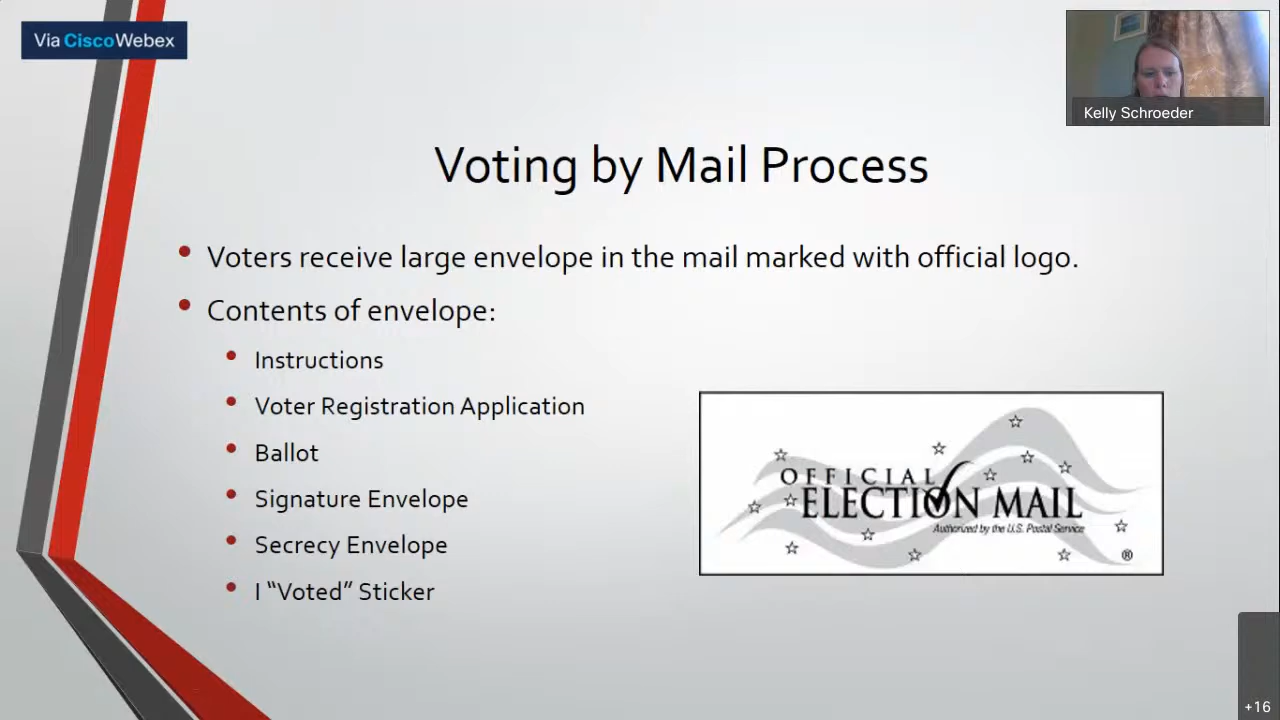 Via CiscoWebex
Kelly Schroeder
Voting by Mail Process
• Voters receive large envelope in the mail marked with official logo.
• Contents of envelope:
• Instructions
• Voter Registration Application
• Ballot
• Signature Envelope
• Secrecy Envelope
• I “Voted” Sticker
OFFICIAL
ELECTION MAIL
Authorized by the U.S. Postal Service
®
+16